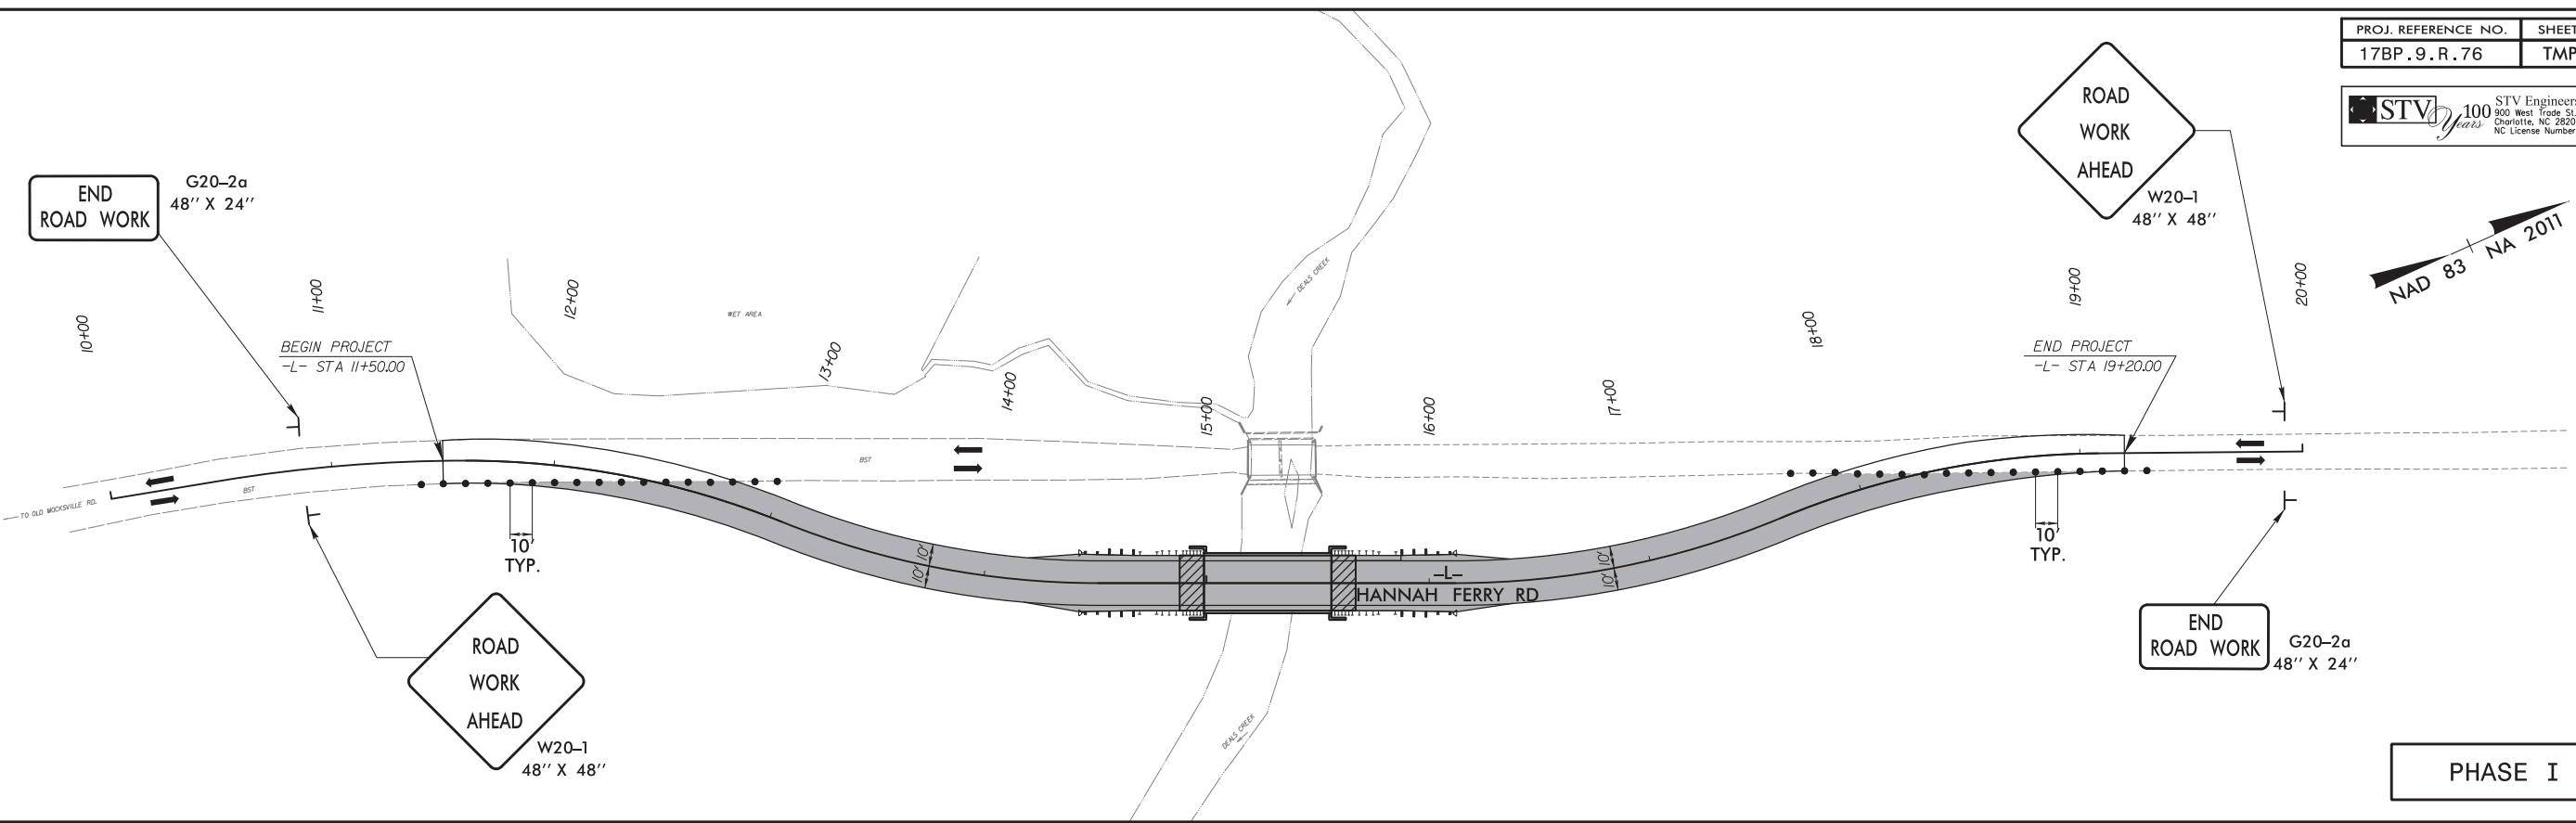 PROJ. REFERENCE NO. SHEET
17BP.9.R.76 TMP
STV 100 Years
STV Engineers
900 West Trade St.
Charlotte, NC 2820
NC License Number
ROAD
WORK
AHEAD
W20–1
48'' X 48''
END
ROAD WORK
G20–2a
48'' X 24''
NAD 83 NA 2011
10+00
11+00
12+00
13+00
14+00
15+00
16+00
17+00
18+00
19+00
20+00
WET AREA
DEALS CREEK
BEGIN PROJECT
-L- STA 11+50.00
END PROJECT
-L- STA 19+20.00
BST
BST
TO OLD MOCKSVILLE RD.
10'
TYP.
10'
TYP.
10' 10'
10' 10'
–L–
HANNAH FERRY RD
ROAD
WORK
AHEAD
W20–1
48'' X 48''
DEALS CREEK
END
ROAD WORK
G20–2a
48'' X 24''
PHASE I